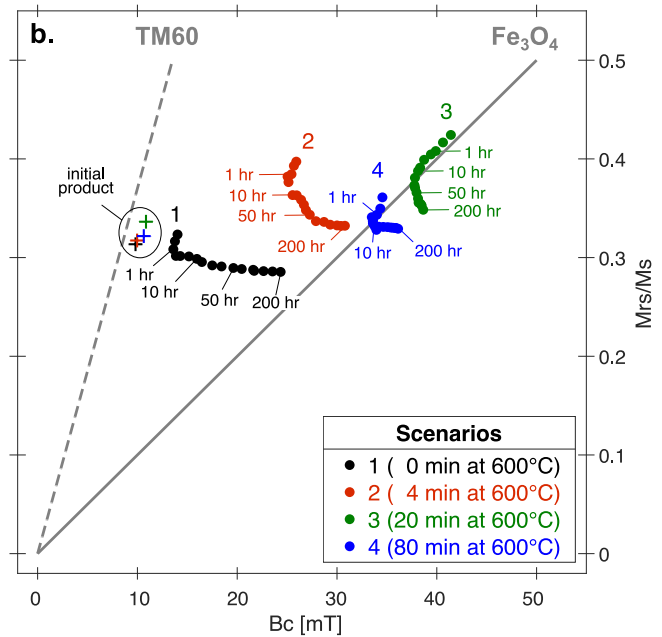 b.
TM60
Fe₃O₄
initial
product
1
1 hr
10 hr
50 hr
200 hr
2
1 hr
10 hr
50 hr
200 hr
4
1 hr
10 hr
200 hr
3
1 hr
10 hr
50 hr
200 hr
0.5
0.4
0.3
0.2
0.1
0
Mrs/Ms
Scenarios
1 ( 0 min at 600°C)
2 ( 4 min at 600°C)
3 (20 min at 600°C)
4 (80 min at 600°C)
0 10 20 30 40 50 60
Bc [mT]